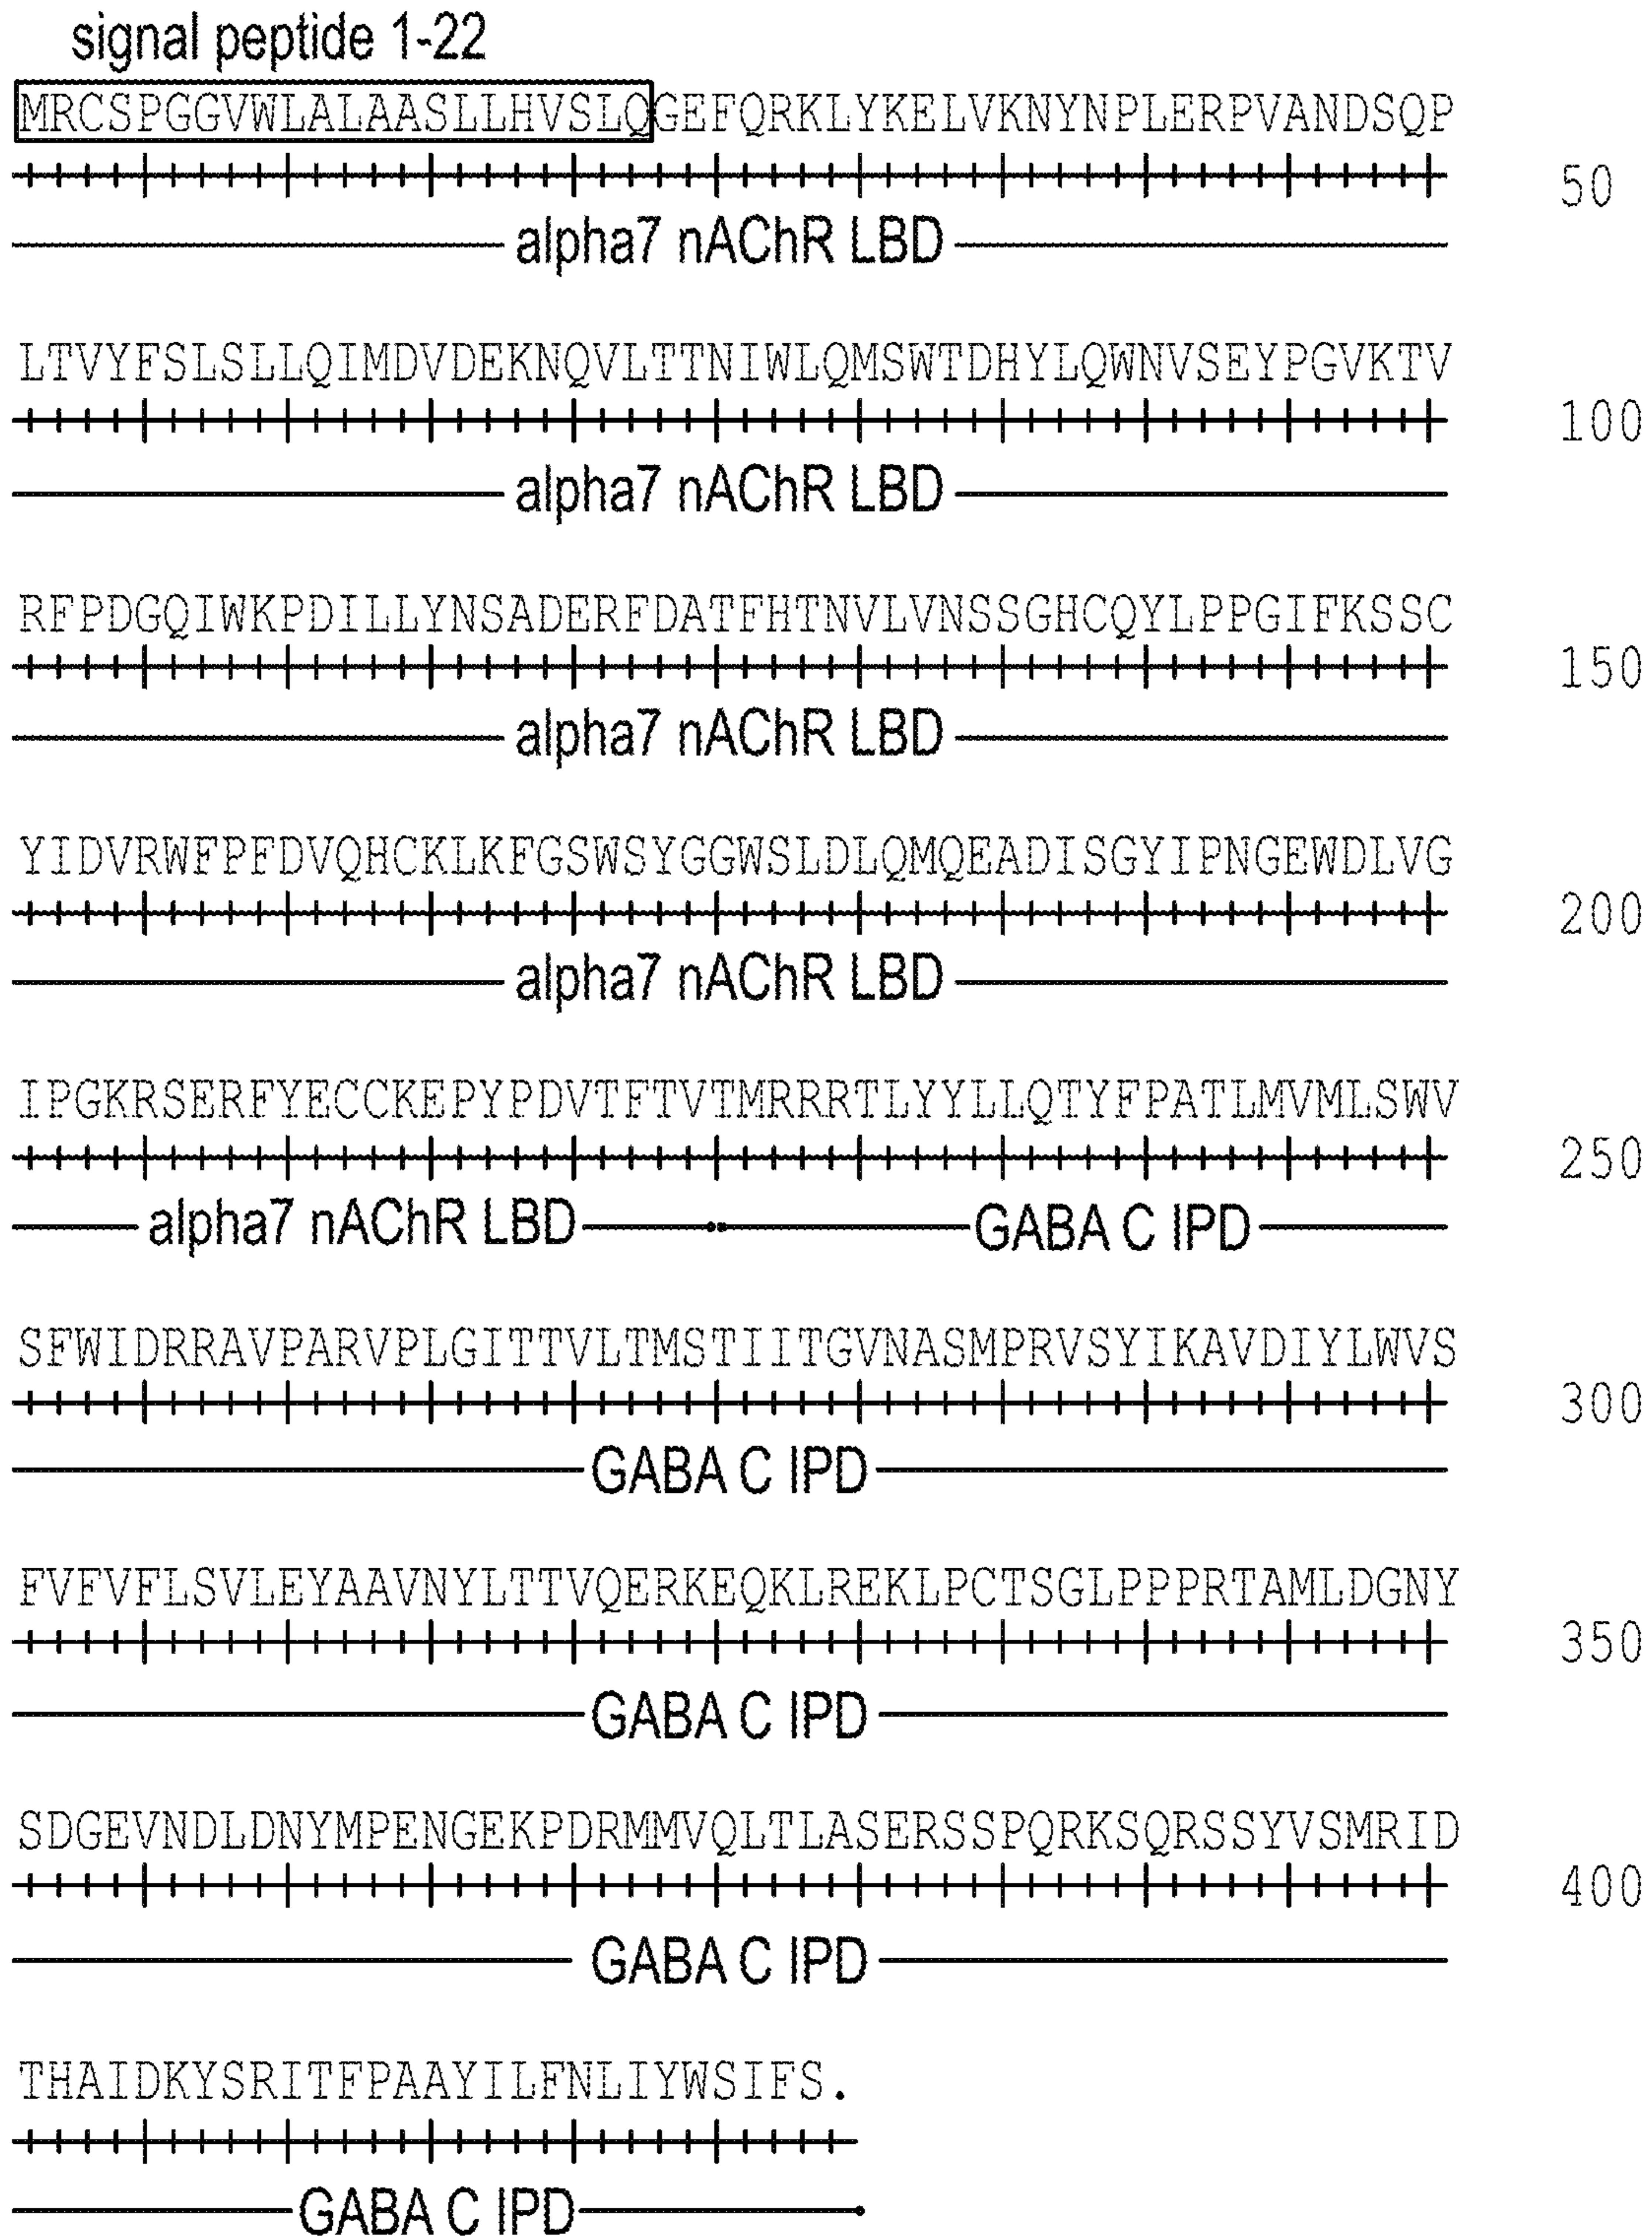 signal peptide 1-22
MRCSPGGVWLALAASLLHVSLQGEFQRKLYKELVKNYNPLERPVANDSQP
50
alpha7 nAChR LBD
LTVYFSLSLLQIMDVDEKNQVLTTNIWLQMSWTDHYLQWNVSEYPGVKTV
100
alpha7 nAChR LBD
RFPDGQIWKPDILLYNSADERFDATFHTNVLVNSSGHCQYLPPGIFKSSC
150
alpha7 nAChR LBD
YIDVRWFPFDVQHCKLKFGSWSYGGWSLDLQMQEADISGYIPNGEWDLVG
200
alpha7 nAChR LBD
IPGKRSERFYECCKEPYPDVTFTVTMRRRTLYYLLQTYFPATLMVMLSWV
250
alpha7 nAChR LBD GABA C IPD
SFWIDRRAVPARVPLGITTVLTMSTIITGVNASMPRVSYIKAVDIYLWVS
300
GABA C IPD
FVFVFLSVLEYAAVNYLTTVQERKEQKLREKLPCTSGLPPPRTAMLDGNY
350
GABA C IPD
SDGEVNDLDNYMPENGEKPDRMMVQLTLASERSSPQRKSQRSSYVSMRID
400
GABA C IPD
THAIDKYSRITFPAAYILFNLIYWSIFS.
GABA C IPD